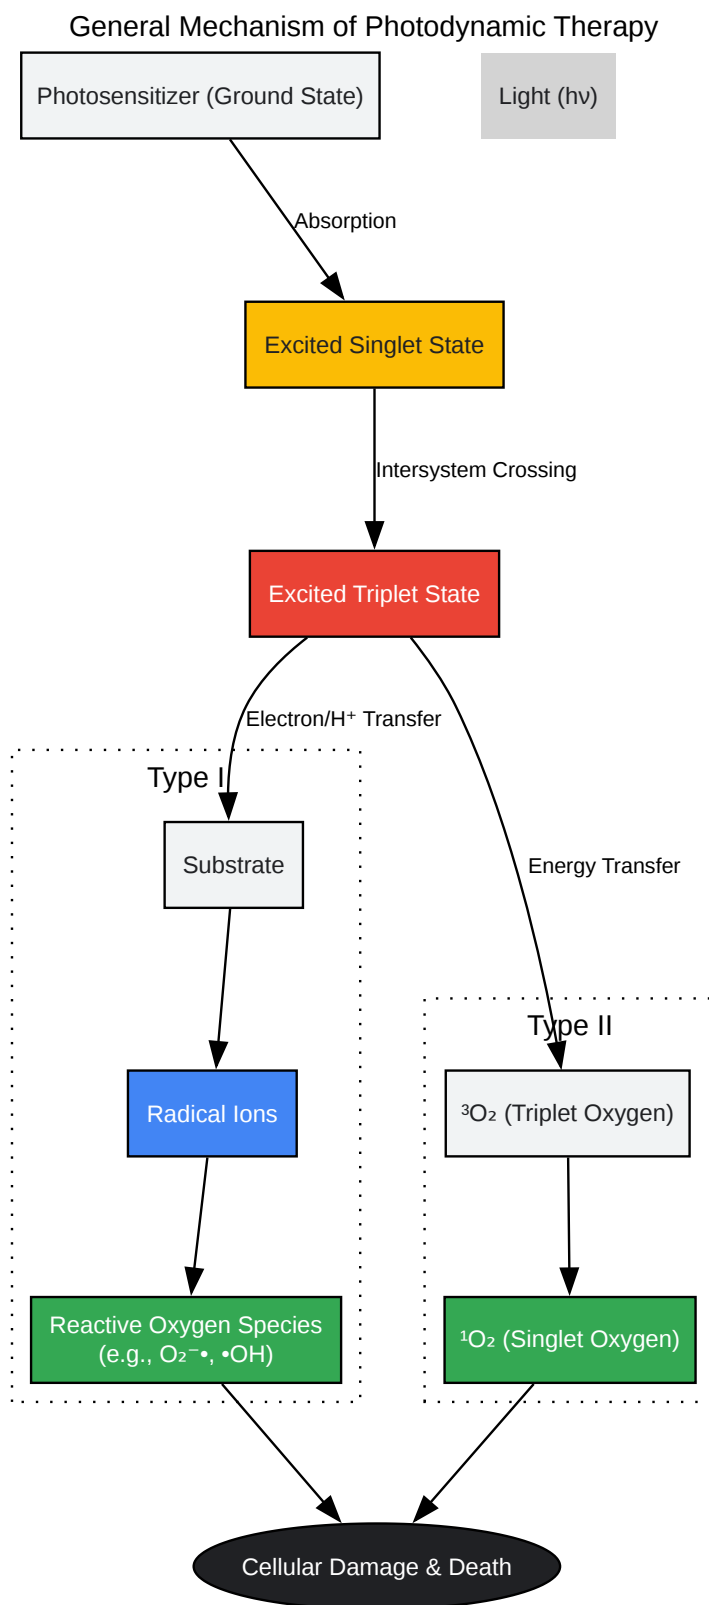 General Mechanism of Photodynamic Therapy
Photosensitizer (Ground State)
Light (hν)
Absorption
Excited Singlet State
Intersystem Crossing
Excited Triplet State
Electron/H⁺ Transfer
Type I
Substrate
Energy Transfer
Type II
Radical Ions
³O₂ (Triplet Oxygen)
Reactive Oxygen Species
(e.g., O₂⁻•, •OH)
¹O₂ (Singlet Oxygen)
Cellular Damage & Death